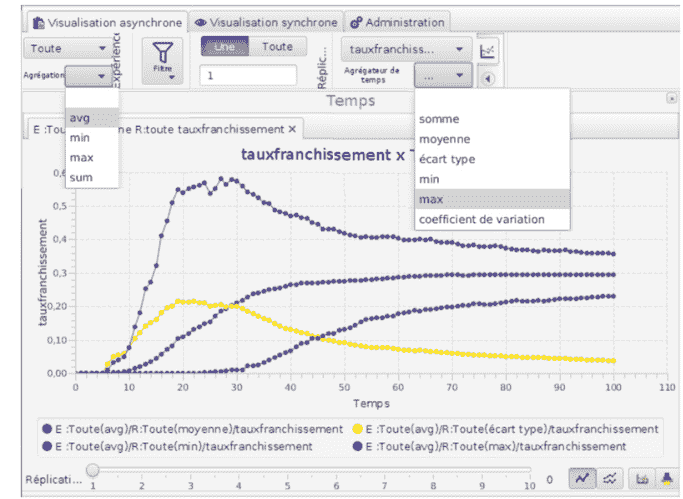 Visualisation asynchrone Visualisation synchrone Administration
Toute
Agrégation
Expérience
Filtre
Une Toute
1
Réplic...
tauxfranchiss...
Agrégateur de
temps
...
avg
min
max
sum
somme
moyenne
écart type
min
max
coefficient de variation
Temps
E :Tou ne R:toute tauxfranchissement ×
tauxfranchissement x T
tauxfranchissement
0,6
0,5
0,4
0,3
0,20
0,10
0,00
0 10 20 30 40 50 60 70 80 90 100 110
Temps
E :Toute(avg)/R:Toute(moyenne)/tauxfranchissement E :Toute(avg)/R:Toute(écart type)/tauxfranchissement
E :Toute(avg)/R:Toute(min)/tauxfranchissement E :Toute(avg)/R:Toute(max)/tauxfranchissement
Réplicati... 1 2 3 4 5 6 7 8 9 10 0